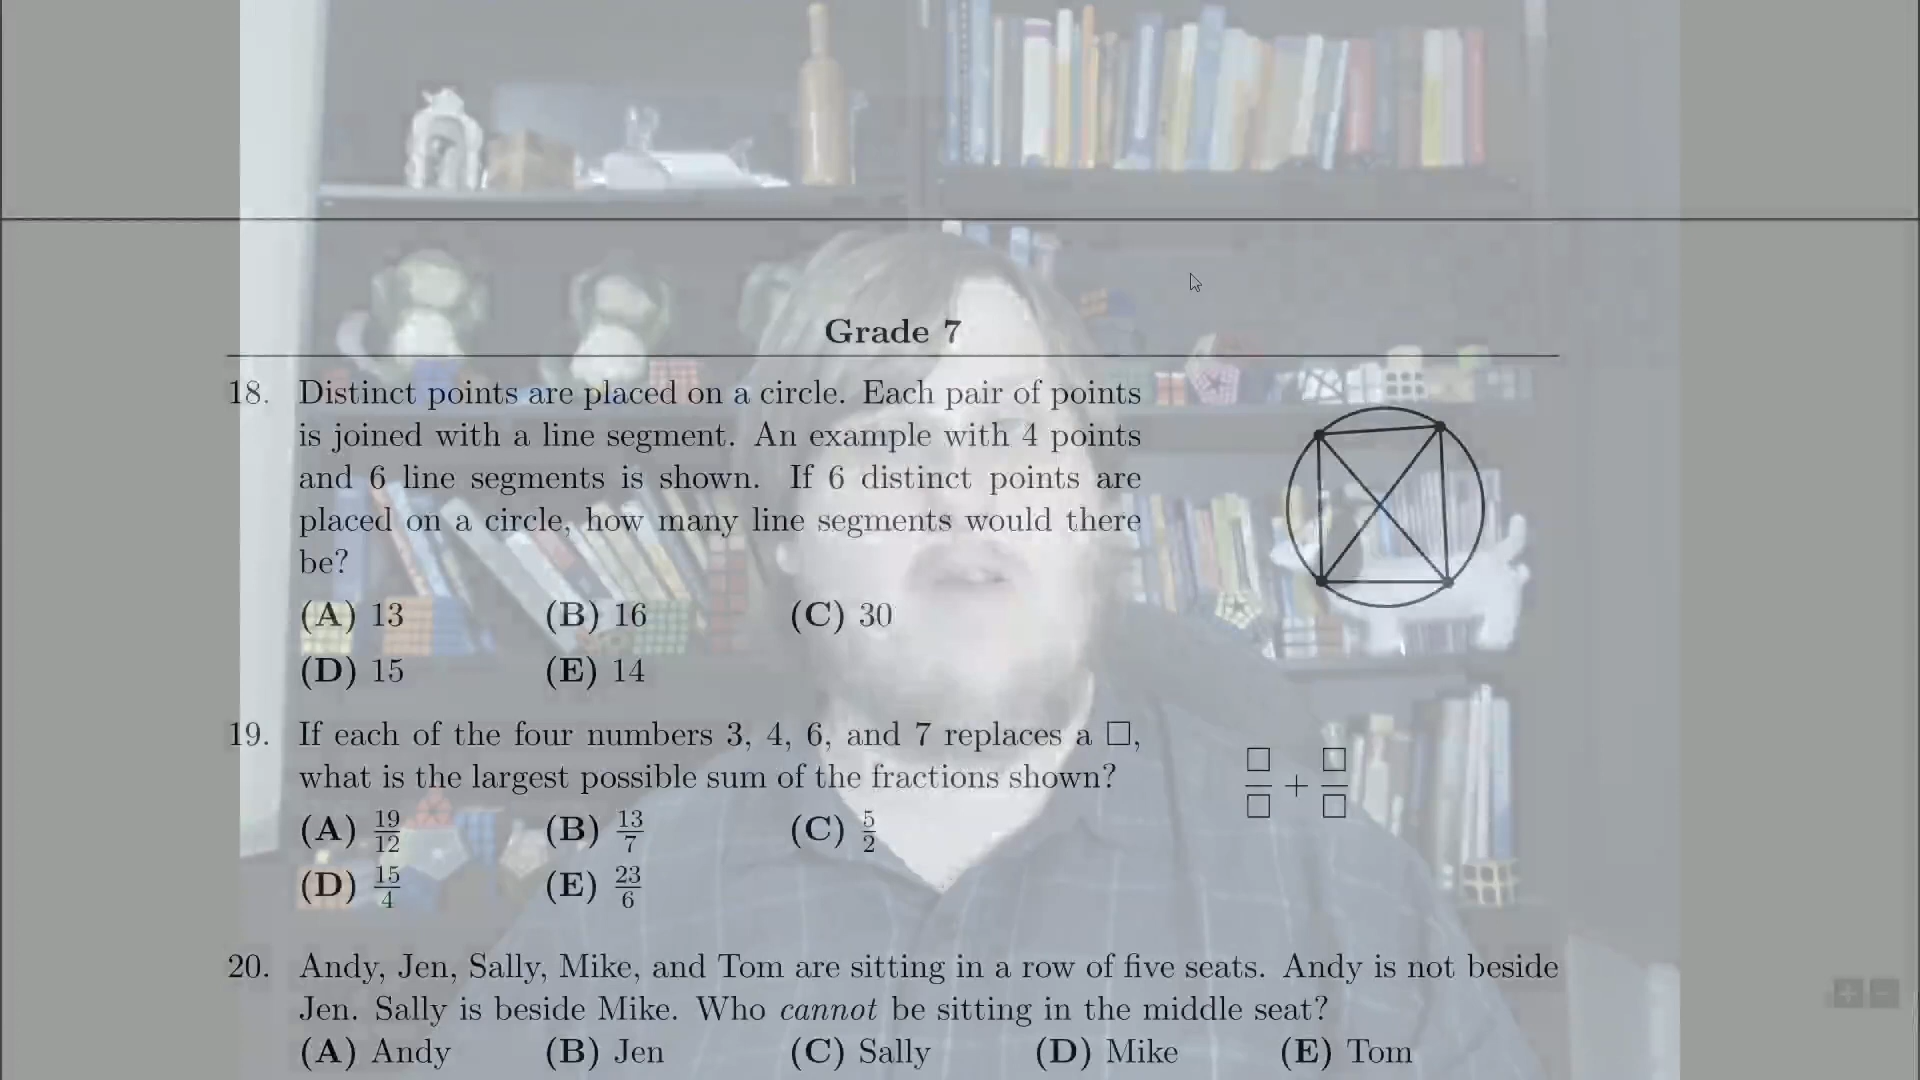 Grade 7
18. Distinct points are placed on a circle. Each pair of points
is joined with a line segment. An example with 4 points
and 6 line segments is shown. If 6 distinct points are
placed on a circle, how many line segments would there
be?
(A) 13 (B) 16 (C) 30
(D) 15 (E) 14
19. If each of the four numbers 3, 4, 6, and 7 replaces a □,
what is the largest possible sum of the fractions shown?
□/□ + □/□
(A) 19/12 (B) 13/7 (C) 5/2
(D) 15/4 (E) 23/6
20. Andy, Jen, Sally, Mike, and Tom are sitting in a row of five seats. Andy is not beside
Jen. Sally is beside Mike. Who cannot be sitting in the middle seat?
(A) Andy (B) Jen (C) Sally (D) Mike (E) Tom